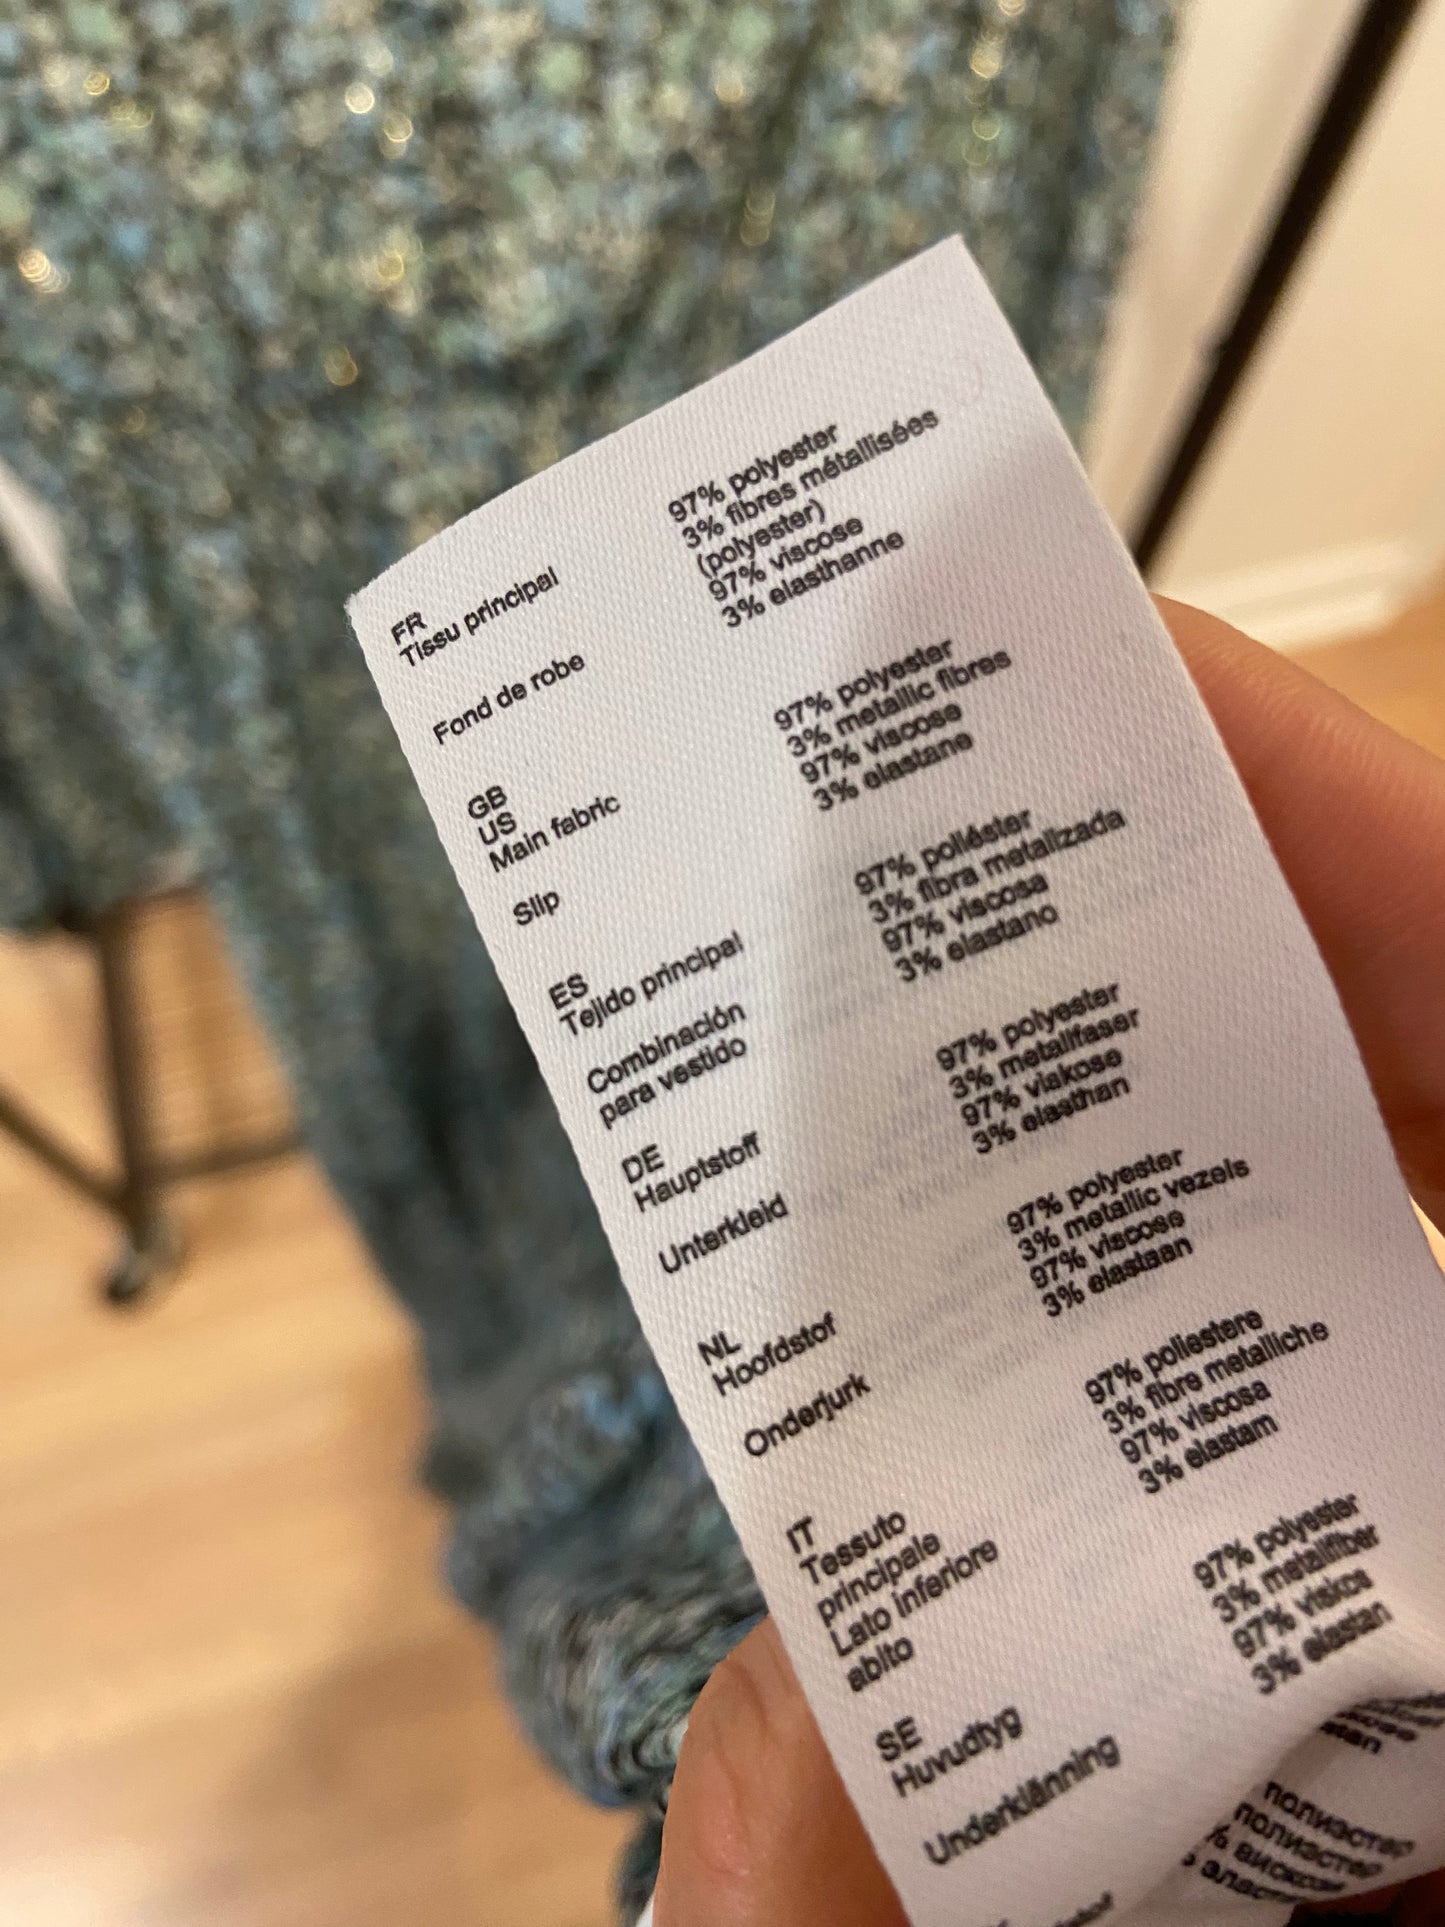 FR
Tissu principal
97% polyester
3% fibres métallisées
(polyester)
Fond de robe
97% viscose
3% elasthanne
GB
US
Main fabric
97% polyester
3% metallic fibres
Slip
97% viscose
3% elastane
ES
Tejido principal
97% poliéster
3% fibra metalizada
Combinación
para vestido
97% viscosa
3% elastano
DE
Hauptstoff
97% polyester
3% metallfaser
Unterkleid
97% viskose
3% elasthan
NL
Hoofdstof
97% polyester
3% metallic vezels
Onderjurk
97% viscose
3% elastaan
IT
Tessuto
principale
97% poliestere
3% fibre metalliche
Lato inferiore
abito
97% viscosa
3% elastam
SE
Huvudtyg
97% polyester
3% metallfiber
Underklänning
97% viskos
3% elastan
полиэстер
полиэстер